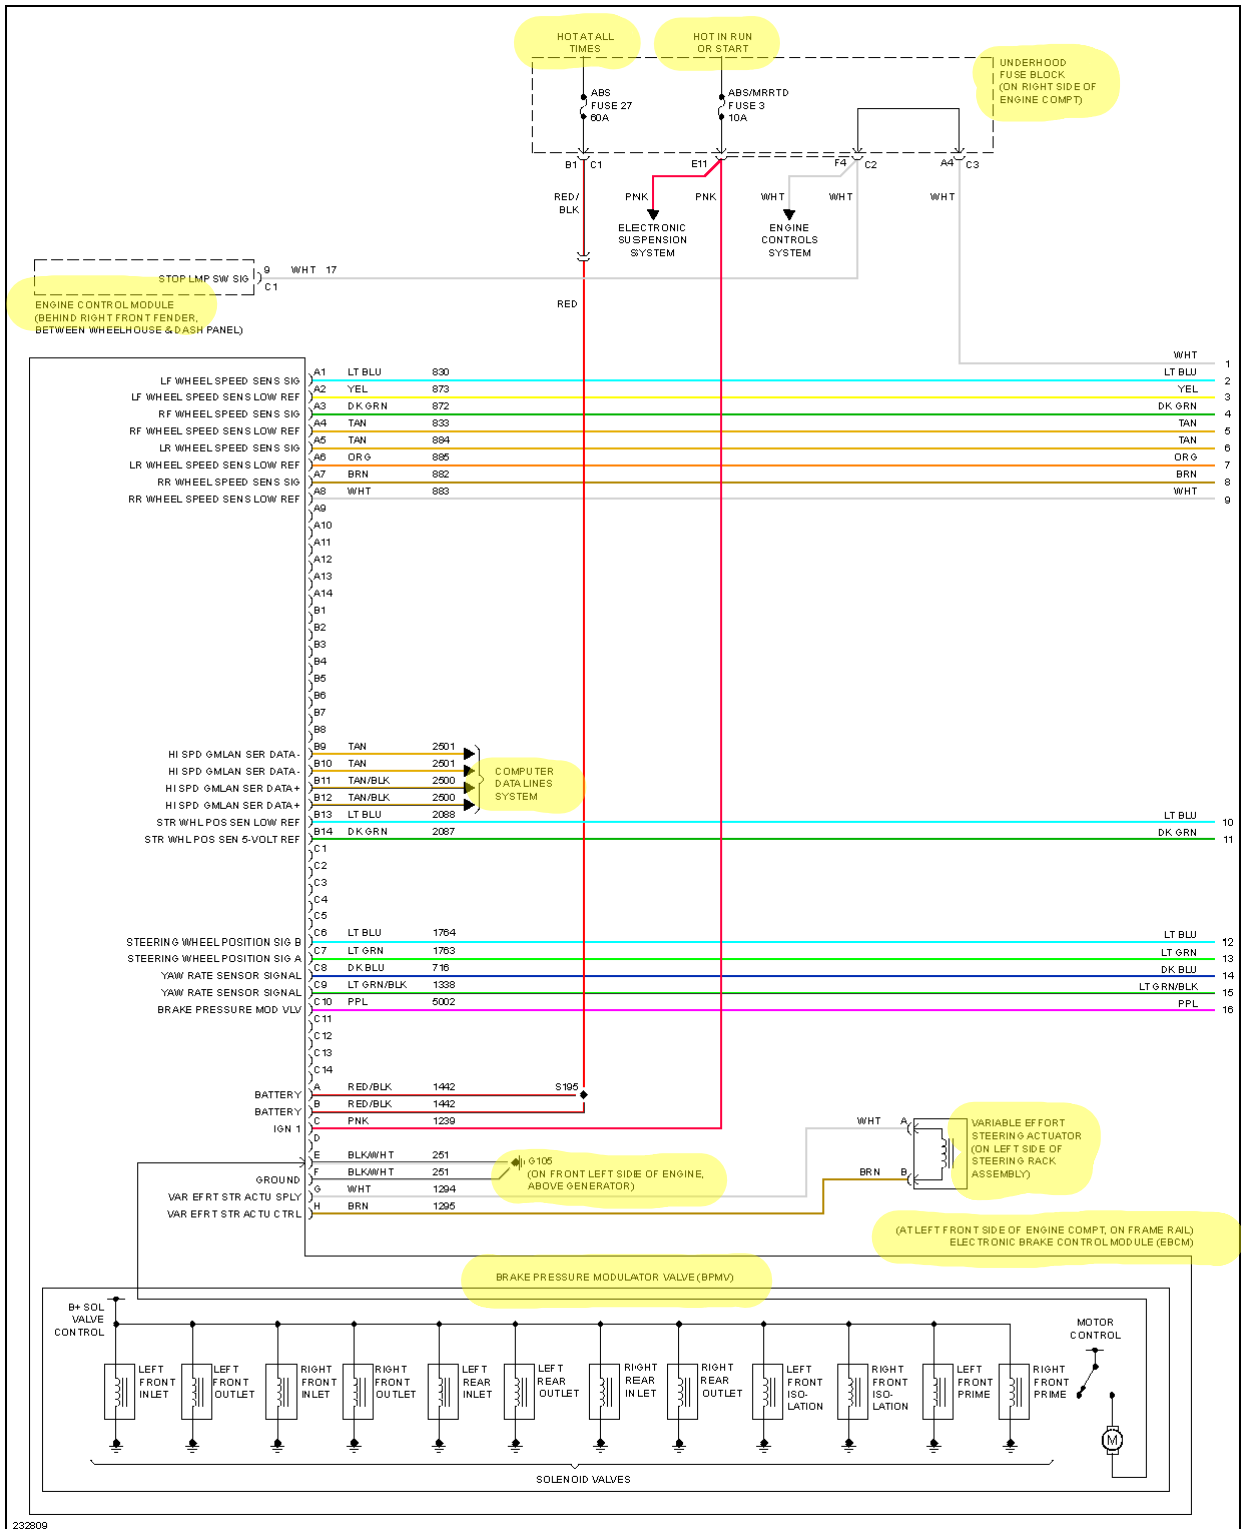 HOT AT ALL
TIMES
HOT IN RUN
OR START
UNDERHOOD
FUSE BLOCK
(ON RIGHT SIDE OF
ENGINE COMPT)
ABS
FUSE 27
60A
ABS/MRRTD
FUSE 3
10A
B1 C1
E11
F4 C2
A4 C3
RED/
BLK
PNK
PNK
WHT
WHT
WHT
ELECTRONIC
SUSPENSION
SYSTEM
ENGINE
CONTROLS
SYSTEM
STOP LMP SW SIG
9 WHT 17
C1
ENGINE CONTROL MODULE
(BEHIND RIGHT FRONT FENDER,
BETWEEN WHEELHOUSE & DASH PANEL)
RED
WHT 1
LF WHEEL SPEED SENS SIG A1 LT BLU 830 LT BLU 2
LF WHEEL SPEED SENS LOW REF A2 YEL 873 YEL 3
RF WHEEL SPEED SENS SIG A3 DK GRN 872 DK GRN 4
RF WHEEL SPEED SENS LOW REF A4 TAN 833 TAN 5
LR WHEEL SPEED SENS SIG A5 TAN 884 TAN 6
LR WHEEL SPEED SENS LOW REF A6 ORG 885 ORG 7
RR WHEEL SPEED SENS SIG A7 BRN 882 BRN 8
RR WHEEL SPEED SENS LOW REF A8 WHT 883 WHT 9
A9
A10
A11
A12
A13
A14
B1
B2
B3
B4
B5
B6
B7
B8
HI SPD GMLAN SER DATA- B9 TAN 2501
HI SPD GMLAN SER DATA- B10 TAN 2501
HI SPD GMLAN SER DATA+ B11 TAN/BLK 2500
HI SPD GMLAN SER DATA+ B12 TAN/BLK 2500
COMPUTER
DATA LINES
SYSTEM
STR WHL POS SEN LOW REF B13 LT BLU 2088 LT BLU 10
STR WHL POS SEN 5-VOLT REF B14 DK GRN 2087 DK GRN 11
C1
C2
C3
C4
C5
STEERING WHEEL POSITION SIG B C6 LT BLU 1764 LT BLU 12
STEERING WHEEL POSITION SIG A C7 LT GRN 1763 LT GRN 13
YAW RATE SENSOR SIGNAL C8 DK BLU 716 DK BLU 14
YAW RATE SENSOR SIGNAL C9 LT GRN/BLK 1338 LT GRN/BLK 15
BRAKE PRESSURE MOD VLV C10 PPL 5002 PPL 16
C11
C12
C13
C14
BATTERY A RED/BLK 1442 S195
BATTERY B RED/BLK 1442
IGN 1 C PNK 1239
D
E BLK/WHT 251
GROUND F BLK/WHT 251
VAR EFRT STR ACTU SPLY G WHT 1294
VAR EFRT STR ACTU CTRL H BRN 1295
G105
(ON FRONT LEFT SIDE OF ENGINE,
ABOVE GENERATOR)
WHT A
BRN B
VARIABLE EFFORT
STEERING ACTUATOR
(ON LEFT SIDE OF
STEERING RACK
ASSEMBLY)
(AT LEFT FRONT SIDE OF ENGINE COMPT, ON FRAME RAIL)
ELECTRONIC BRAKE CONTROL MODULE (EBCM)
BRAKE PRESSURE MODULATOR VALVE (BPMV)
B+ SOL
VALVE
CONTROL
MOTOR
CONTROL
LEFT
FRONT
INLET
LEFT
FRONT
OUTLET
RIGHT
FRONT
INLET
RIGHT
FRONT
OUTLET
LEFT
REAR
INLET
LEFT
REAR
OUTLET
RIGHT
REAR
INLET
RIGHT
REAR
OUTLET
LEFT
FRONT
ISO-
LATION
RIGHT
FRONT
ISO-
LATION
LEFT
FRONT
PRIME
RIGHT
FRONT
PRIME
M
SOLENOID VALVES
232809